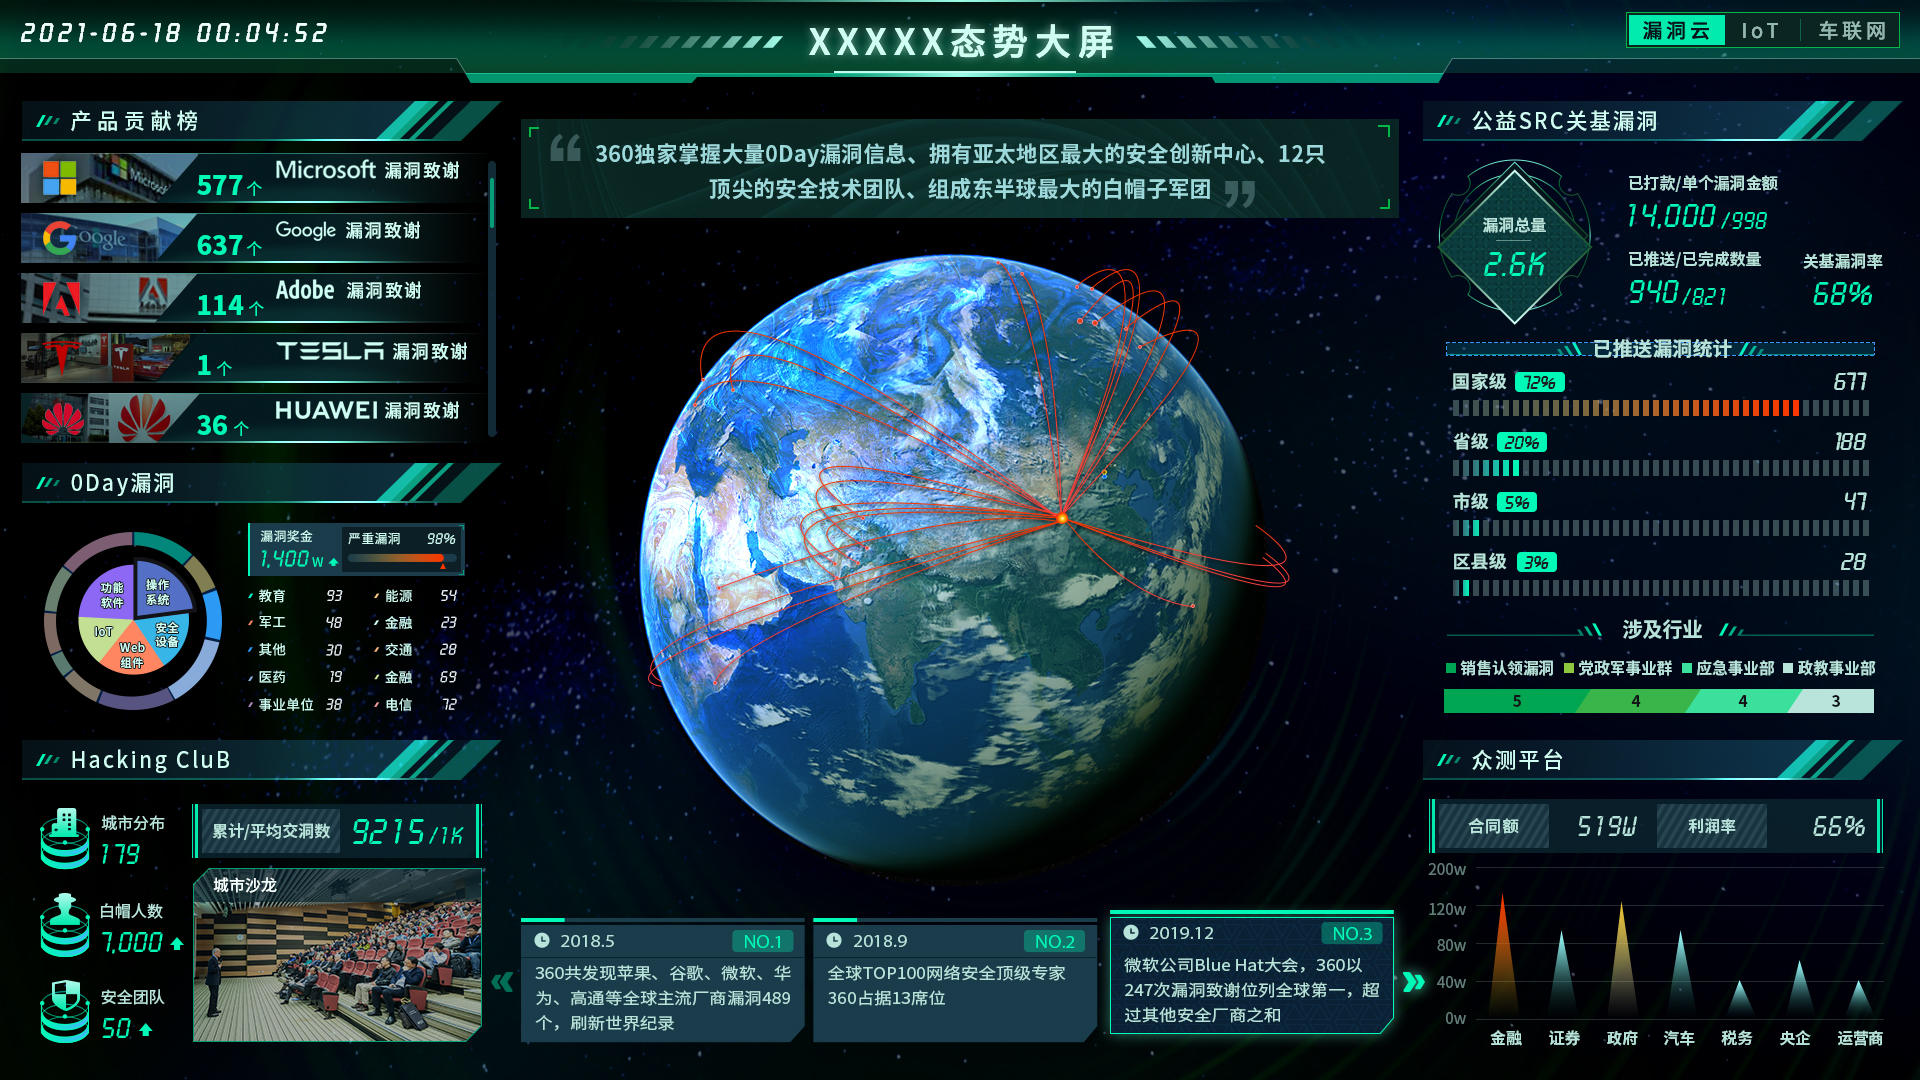 2021-06-18 00:04:52
XXXXX态势大屏
漏洞云 IoT 车联网
产品贡献榜
Microsoft
577个 Microsoft 漏洞致谢
Google
637个 Google 漏洞致谢
114个 Adobe 漏洞致谢
1个 TESLA 漏洞致谢
36个 HUAWEI 漏洞致谢
0Day漏洞
操作系统
安全设备
Web组件
IoT
功能软件
漏洞奖金
1,400W
严重漏洞 98%
教育 93 能源 54
军工 48 金融 23
其他 30 交通 28
医药 19 金融 69
事业单位 38 电信 72
Hacking CluB
城市分布
179
白帽人数
7,000
安全团队
50
累计/平均交洞数 9215/1K
城市沙龙
360独家掌握大量0Day漏洞信息、拥有亚太地区最大的安全创新中心、12只
顶尖的安全技术团队、组成东半球最大的白帽子军团
2018.5 NO.1
360共发现苹果、谷歌、微软、华
为、高通等全球主流厂商漏洞489
个，刷新世界纪录
2018.9 NO.2
全球TOP100网络安全顶级专家
360占据13席位
2019.12 NO.3
微软公司Blue Hat大会，360以
247次漏洞致谢位列全球第一，超
过其他安全厂商之和
公益SRC关基漏洞
漏洞总量
2.6K
已打款/单个漏洞金额
14,000/998
已推送/已完成数量
940/821
关基漏洞率
68%
已推送漏洞统计
国家级 72% 677
省级 20% 188
市级 5% 47
区县级 3% 28
涉及行业
销售认领漏洞 党政军事业群 应急事业部 政教事业部
5 4 4 3
众测平台
合同额 519W 利润率 66%
200w
120w
80w
40w
0w
金融 证券 政府 汽车 税务 央企 运营商